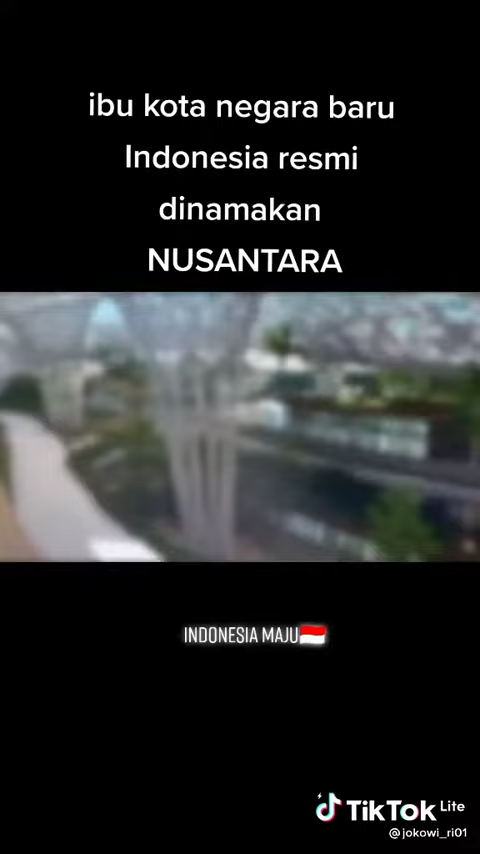 ibu kota negara baru
Indonesia resmi
dinamakan
NUSANTARA
INDONESIA MAJU🇮🇩
TikTok Lite
@jokowi_ri01